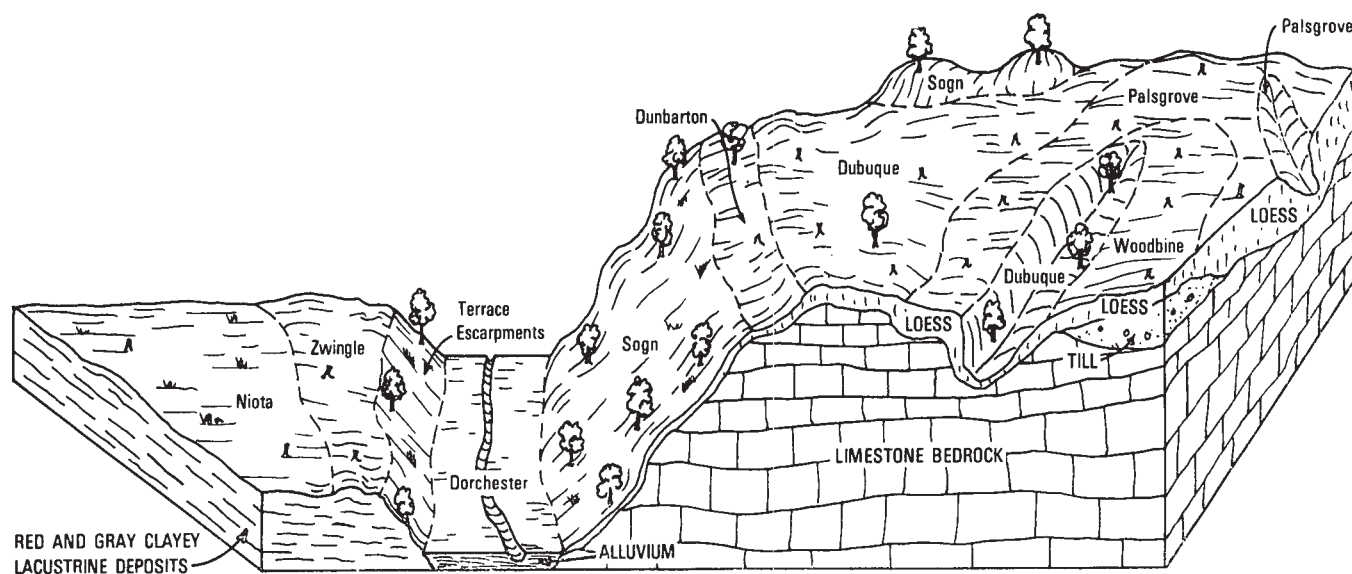 Palsgrove
Sogn
Palsgrove
Dunbarton
Dubuque
LOESS
Woodbine
Dubuque
Terrace
Escarpments
Zwingle
Sogn
LOESS
LOESS
TILL
Niota
LIMESTONE BEDROCK
Dorchester
RED AND GRAY CLAYEY
LACUSTRINE DEPOSITS
ALLUVIUM